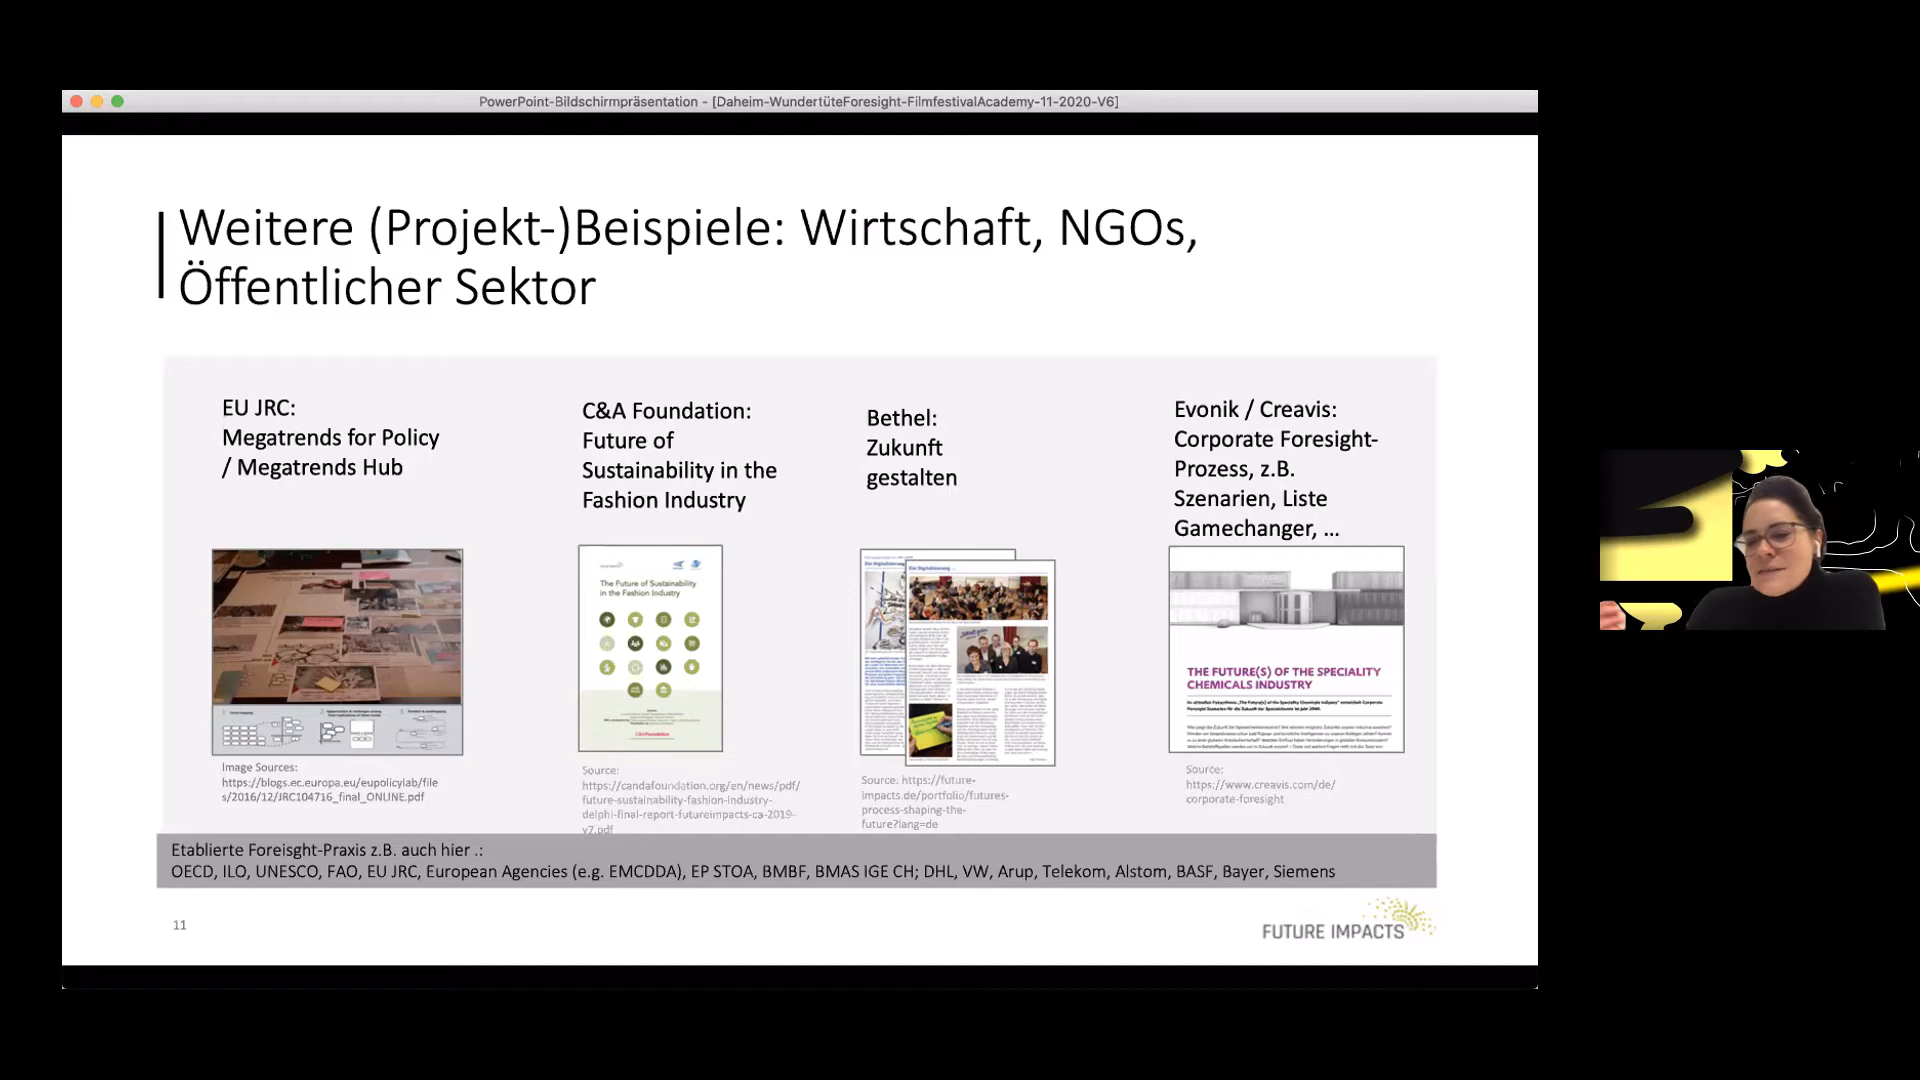 PowerPoint-Bildschirmpräsentation - [Daheim-WundertüteForesight-FilmfestivalAcademy-11-2020-V6]
Weitere (Projekt-)Beispiele: Wirtschaft, NGOs,
Öffentlicher Sektor
EU JRC:
Megatrends for Policy
/ Megatrends Hub
Image Sources:
https://blogs.ec.europa.eu/eupolicylab/file
s/2016/12/JRC104716_final_ONLINE.pdf
C&A Foundation:
Future of
Sustainability in the
Fashion Industry
The Future of Sustainability
in the Fashion Industry
C&A Foundation
Source:
https://candafoundation.org/en/news/pdf/
future-sustainability-fashion-industry-
delphi-final-report-futureimpacts-ca-2019-
v7.pdf
Bethel:
Zukunft
gestalten
Die Digitalisierung
Die Digitalisierung ...
Source: https://future-
impacts.de/portfolio/futures-
process-shaping-the-
future?lang=de
Evonik / Creavis:
Corporate Foresight-
Prozess, z.B.
Szenarien, Liste
Gamechanger, ...
THE FUTURE(S) OF THE SPECIALITY
CHEMICALS INDUSTRY
Source:
https://www.creavis.com/de/
corporate-foresight
Etablierte Foreisght-Praxis z.B. auch hier .:
OECD, ILO, UNESCO, FAO, EU JRC, European Agencies (e.g. EMCDDA), EP STOA, BMBF, BMAS IGE CH; DHL, VW, Arup, Telekom, Alstom, BASF, Bayer, Siemens
11
FUTURE IMPACTS